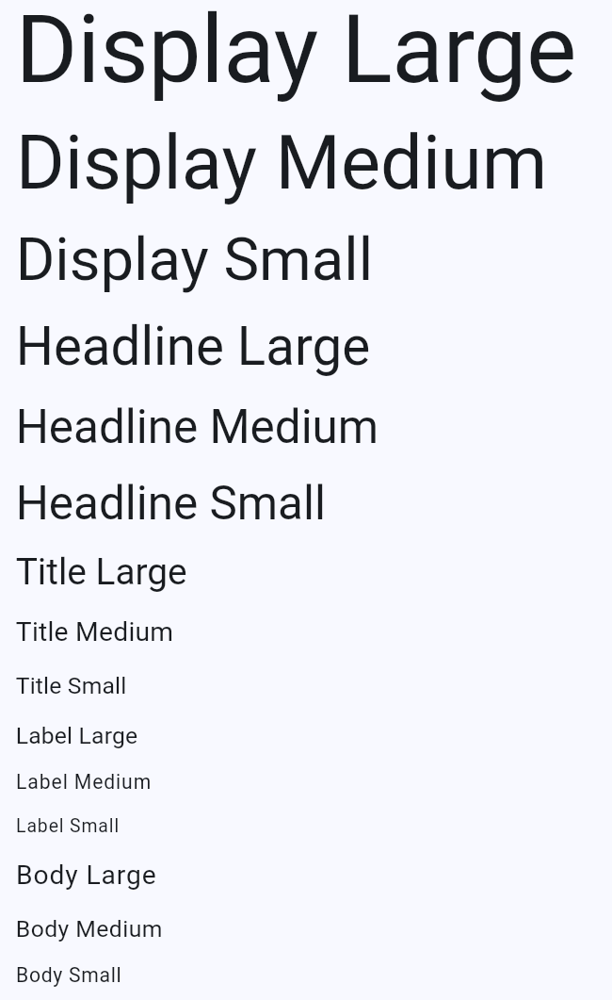 Display Large
Display Medium
Display Small
Headline Large
Headline Medium
Headline Small
Title Large
Title Medium
Title Small
Label Large
Label Medium
Label Small
Body Large
Body Medium
Body Small